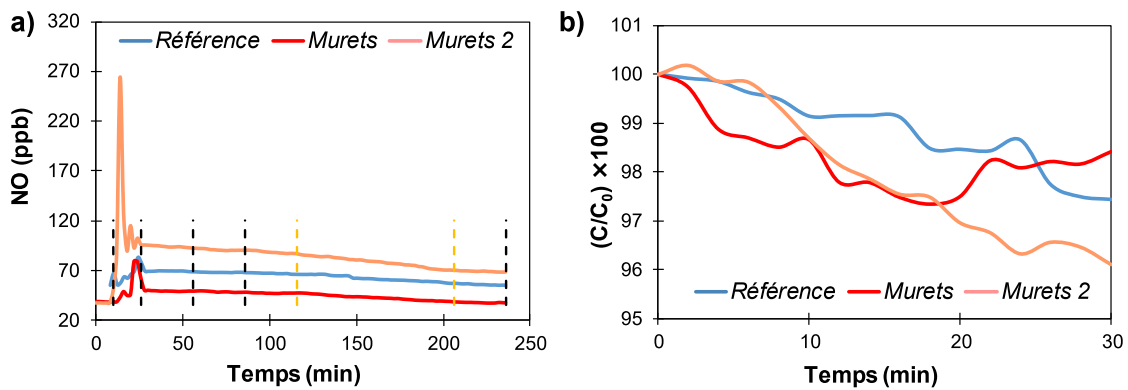 a)
NO (ppb)
320
270
220
170
120
70
20
Référence Murets Murets 2
0 50 100 150 200 250
Temps (min)
b)
(C/C₀) ×100
101
100
99
98
97
96
95
Référence Murets Murets 2
0 10 20 30
Temps (min)